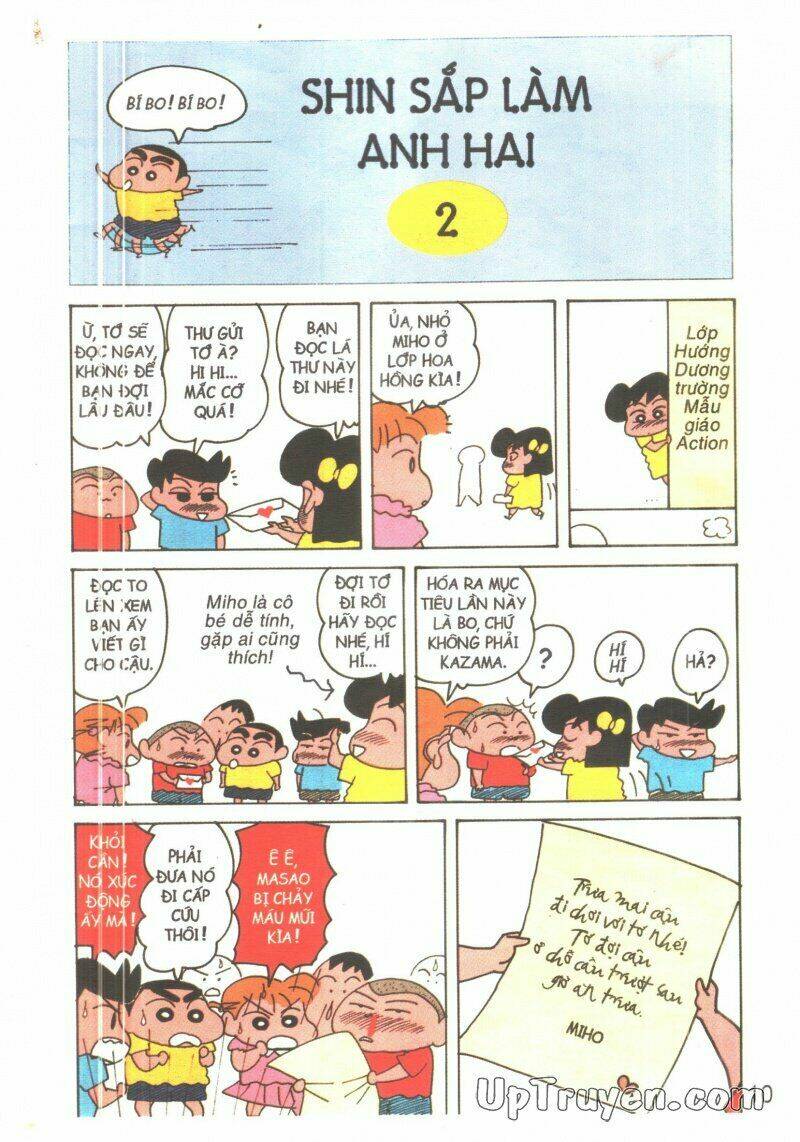 BÍ BO! BÍ BO!
SHIN SẮP LÀM
ANH HAI
2
Lớp
Hướng
Dương
trường
Mẫu
giáo
Action
ỦA, NHỎ
MIHO Ở
LỚP HOA
HỒNG KÌA!
BẠN
ĐỌC LÁ
THƯ NÀY
ĐI NHÉ!
THƯ GỬI
TỚ À?
HI HI...
MẮC CỠ
QUÁ!
Ừ, TỚ SẼ
ĐỌC NGAY,
KHÔNG ĐỂ
BẠN ĐỢI
LÂU ĐÂU!
HẢ?
HÍ
HÍ
?
HÓA RA MỤC
TIÊU LẦN NÀY
LÀ BO, CHỨ
KHÔNG PHẢI
KAZAMA.
ĐỢI TỚ
ĐI RỒI
HÃY ĐỌC
NHÉ, HÍ
HÍ...
Miho là cô
bé dễ tính,
gặp ai cũng
thích!
ĐỌC TO
LÊN XEM
BẠN ẤY
VIẾT GÌ
CHO CẬU.
Trưa mai cậu
đi chơi với tớ nhé!
Tớ đợi cậu
ở chỗ cầu trượt sau
giờ ăn trưa.
MIHO
Ê Ê,
MASAO
BỊ CHẢY
MÁU MŨI
KÌA!
PHẢI
ĐƯA NÓ
ĐI CẤP
CỨU
THÔI!
KHỎI
CẦN!
NÓ XÚC
ĐỘNG
ẤY MÀ!
UpTruyen.com